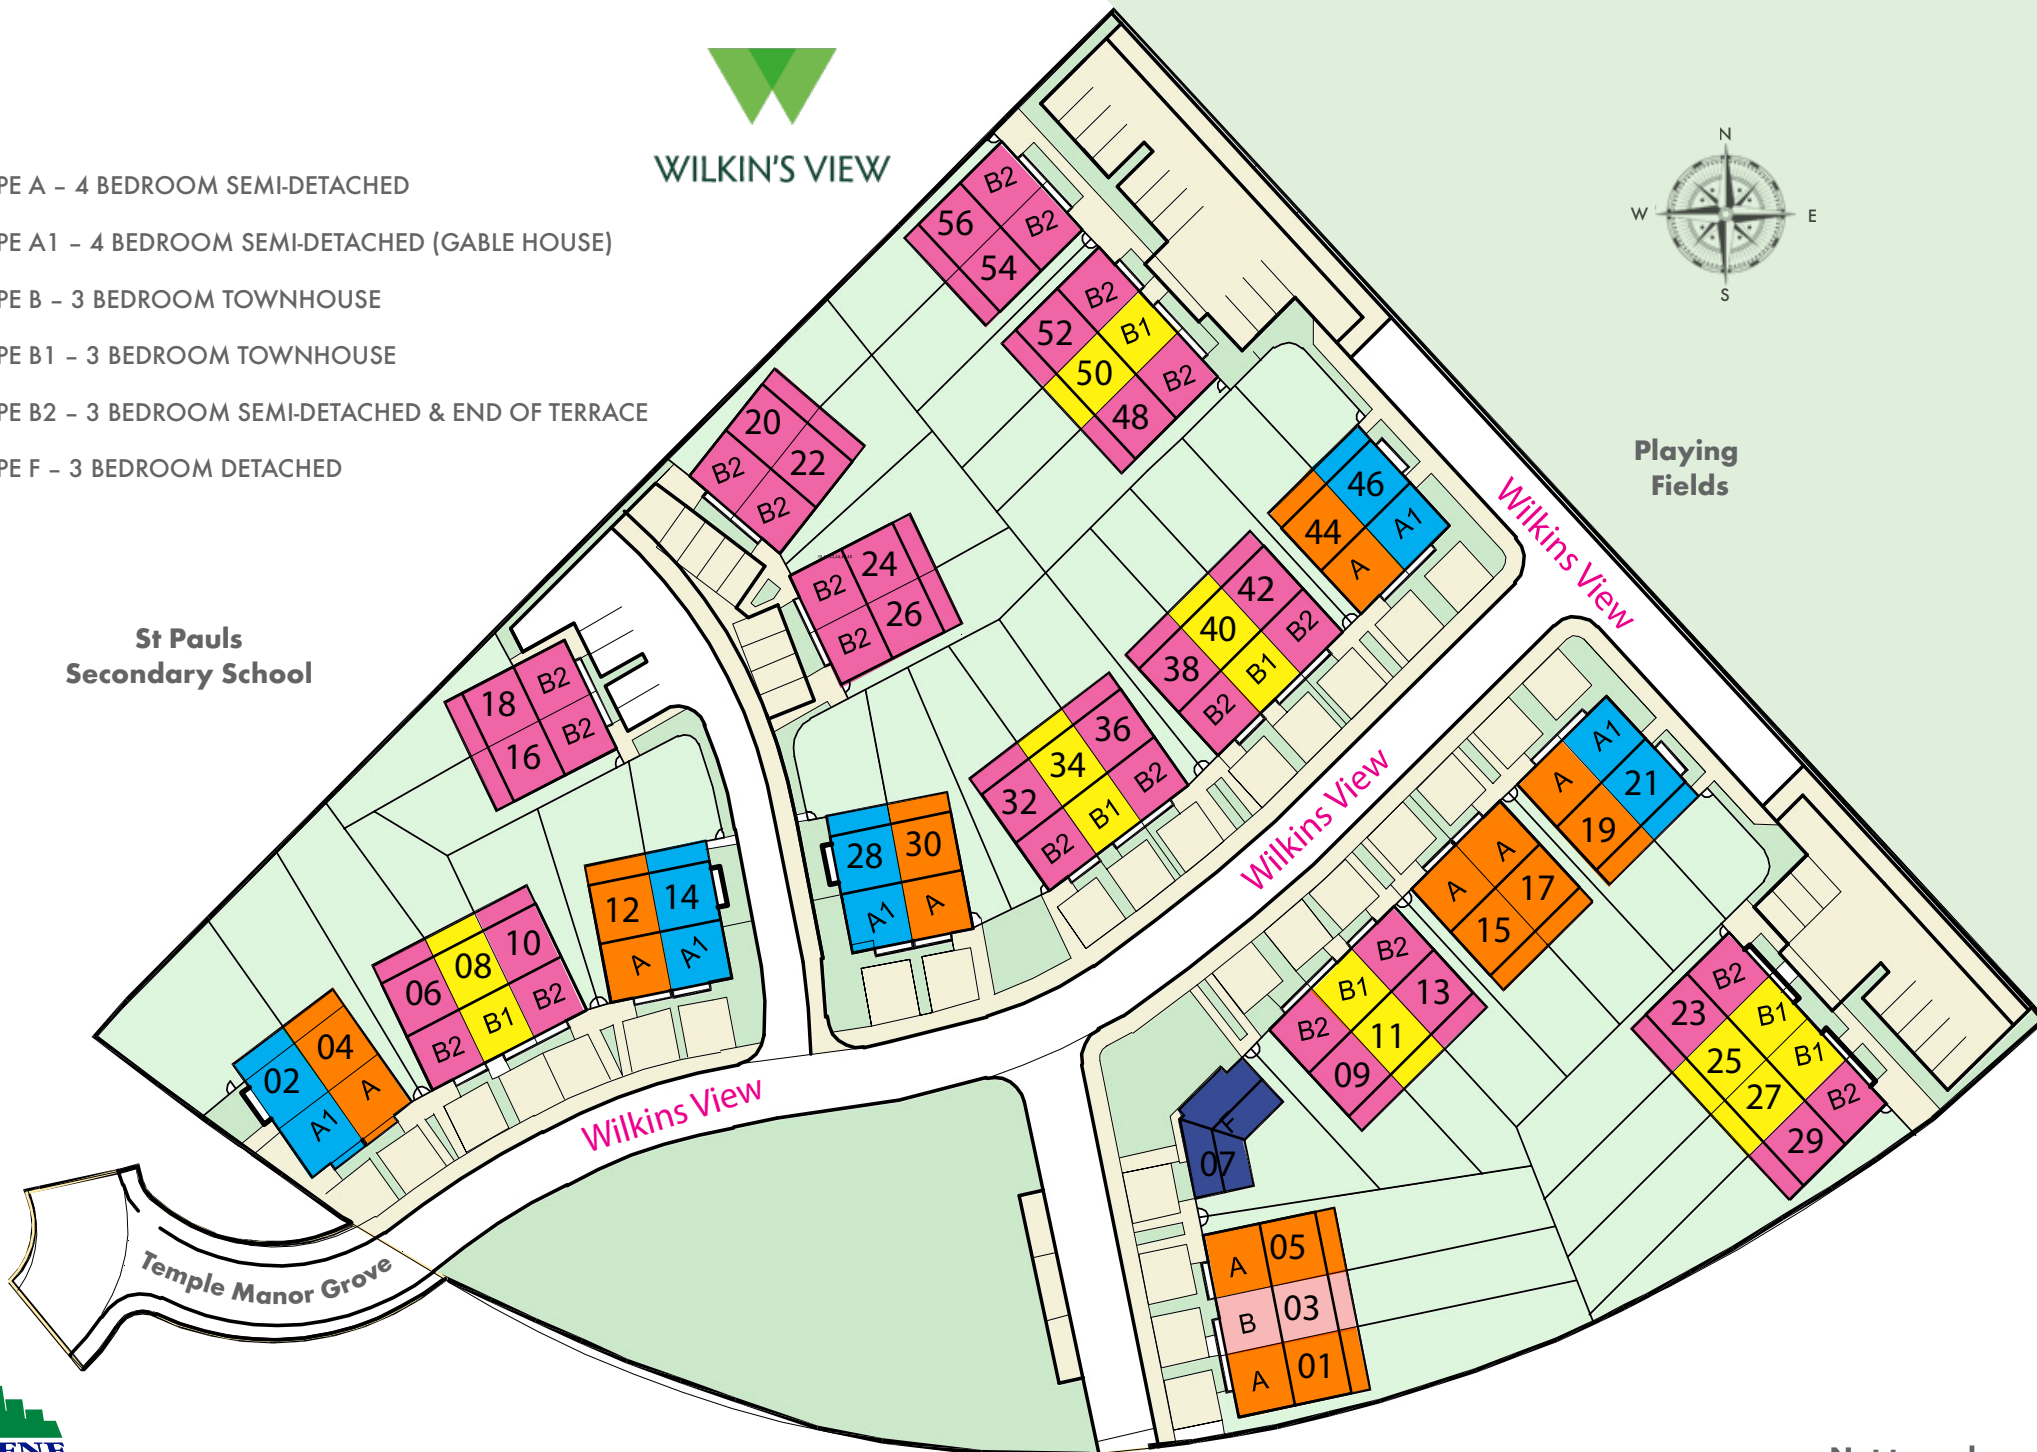 WILKIN'S VIEW
PE A – 4 BEDROOM SEMI-DETACHED
PE A1 – 4 BEDROOM SEMI-DETACHED (GABLE HOUSE)
PE B – 3 BEDROOM TOWNHOUSE
PE B1 – 3 BEDROOM TOWNHOUSE
PE B2 – 3 BEDROOM SEMI-DETACHED & END OF TERRACE
PE F – 3 BEDROOM DETACHED
N
W E
S
Playing
Fields
St Pauls
Secondary School
Wilkins View
Wilkins View
Wilkins View
Temple Manor Grove
56 B2
54 B2
52 B2
50 B1
48 B2
46 A1
44 A
42 B2
40 B1
38 B2
36 B2
34 B1
32 B2
30 A
28 A1
20 B2
22 B2
24 B2
26 B2
18 B2
16 B2
14 A1
12 A
10 B2
08 B1
06 B2
04 A
02 A1
A1 21
A 19
A 17
A 15
B2 13
B1 11
B2 09
F 07
A 05
B 03
A 01
23 B2
25 B1
27 B1
29 B2
ENE